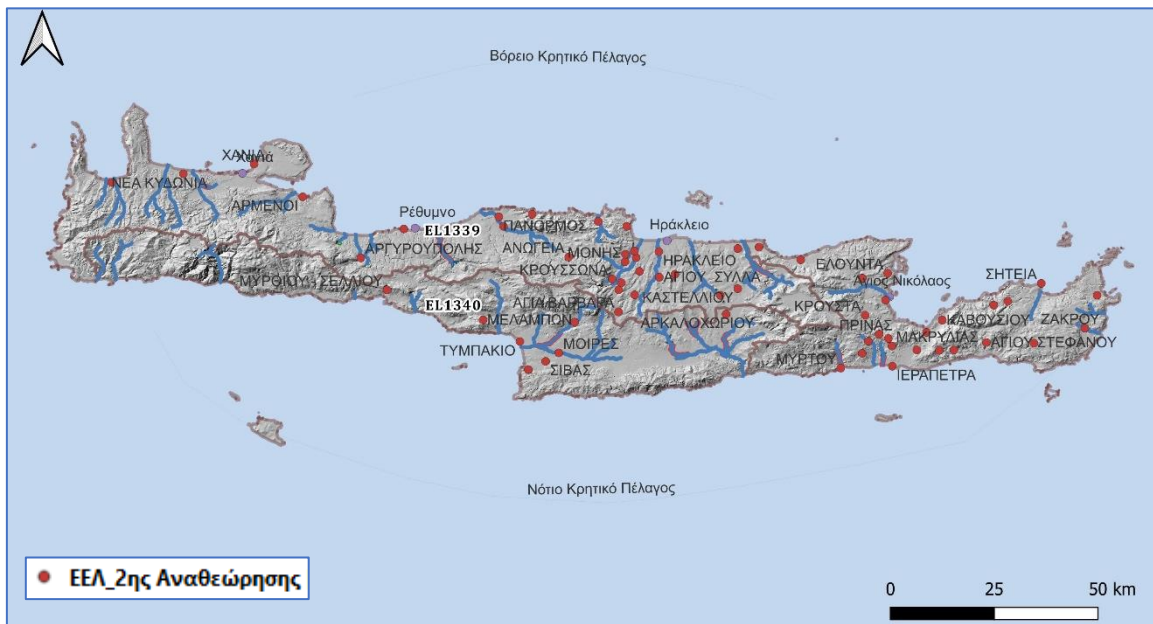 Βόρειο Κρητικό Πέλαγος
ΧΑΝΙΑ
Χανιά
ΝΕΑ ΚΥΔΩΝΙΑ
ΑΡΜΕΝΟΙ
Ρέθυμνο
EL1339
ΠΑΝΟΡΜΟΣ
Ηράκλειο
ΑΡΓΥΡΟΥΠΟΛΗΣ
ΑΝΩΓΕΙΑ
ΜΟΝΗΣ
ΗΡΑΚΛΕΙΟ
ΕΛΟΥΝΤΑ
ΚΡΟΥΣΣΩΝΑ
ΑΓΙΟΥ ΣΥΛΛΑ
Άγιος Νικόλαος
ΣΗΤΕΙΑ
ΜΥΡΘΙΟΥ - ΣΕΛΛΙΟΥ
EL1340
ΑΓΙΑ ΒΑΡΒΑΡΑ
ΚΑΣΤΕΛΛΙΟΥ
ΚΡΟΥΣΤΑ
ΜΕΛΑΜΠΩΝ
ΑΡΚΑΛΟΧΩΡΙΟΥ
ΠΡΙΝΑΣ
ΚΑΒΟΥΣΙΟΥ
ΖΑΚΡΟΥ
ΤΥΜΠΑΚΙΟ
ΜΟΙΡΕΣ
ΜΑΚΡΥΛΙΑΣ
ΑΓΙΟΥ ΣΤΕΦΑΝΟΥ
ΣΙΒΑΣ
ΜΥΡΤΟΥ
ΙΕΡΑΠΕΤΡΑ
Νότιο Κρητικό Πέλαγος
ΕΕΛ_2ης Αναθεώρησης
0 25 50 km